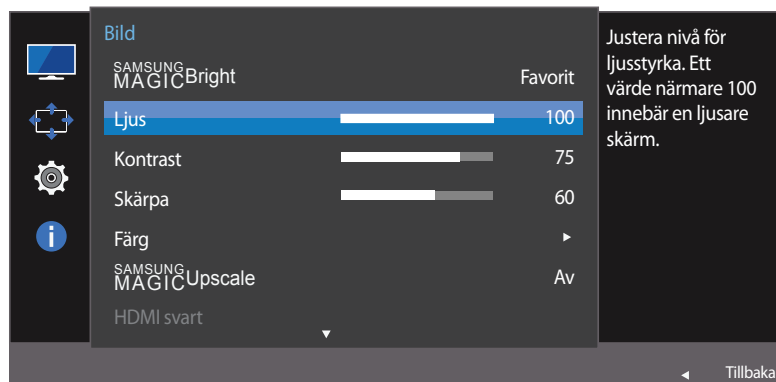 Bild
SAMSUNG
MAGICBright Favorit
Ljus 100
Kontrast 75
Skärpa 60
Färg
SAMSUNG
MAGICUpscale Av
HDMI svart
Justera nivå för
ljusstyrka. Ett
värde närmare 100
innebär en ljusare
skärm.
Tillbaka